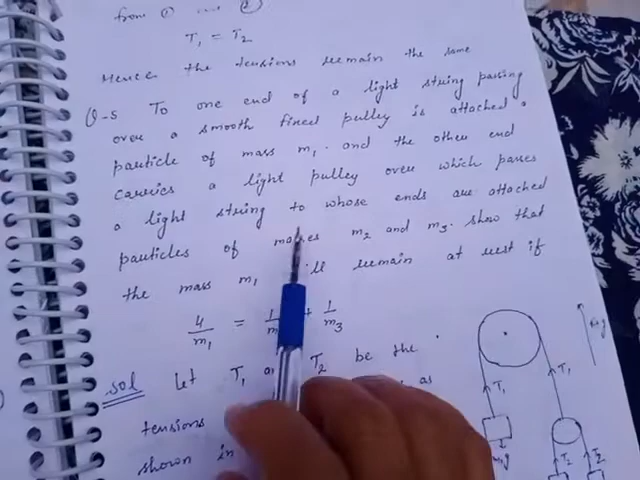 from ① and ②
T₁ = T₂
Hence the tensions remain the same
Q-5 To one end of a light string passing
over a smooth fixed pulley is attached a
particle of mass m₁. and the other end
carries a light pulley over which passes
a light string to whose ends are attached
particles of masses m₂ and m₃. show that
the mass m₁ remain at rest if
4/m₁ = 1/m + 1/m₃
sol Let T₁ T₂ be the
tensions as
shown in
T₁
T₁
T₂
T₂